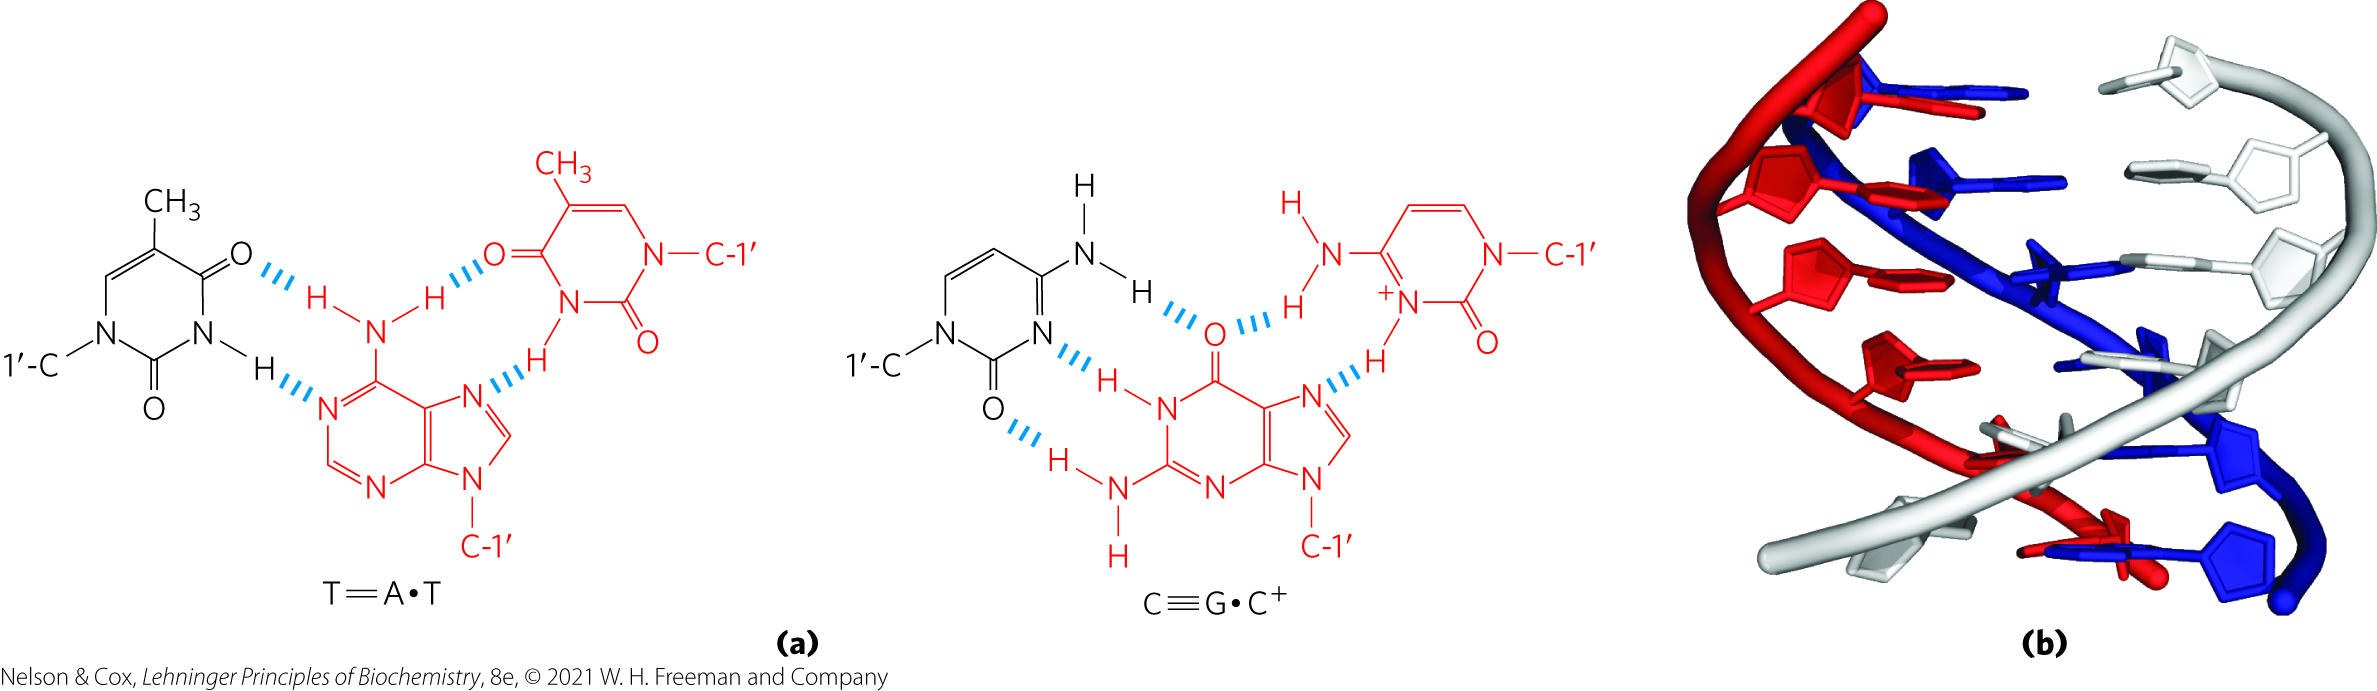 CH₃
O
H
H
N
N
H
N
1′-C
O
N
N
N
N
C-1′
CH₃
O
N
C-1′
N
H
O
T═A•T
H
N
H
N
N
1′-C
O
O
H
N
H
N
H
N
N
N
C-1′
H
N
H
+
N
N
C-1′
H
O
C≡G•C⁺
(a)
(b)
Nelson & Cox, Lehninger Principles of Biochemistry, 8e, © 2021 W. H. Freeman and Company